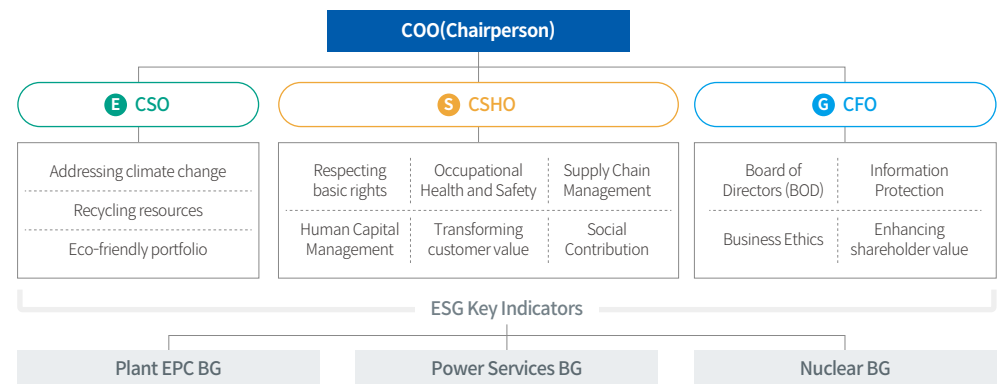 COO(Chairperson)
E CSO
S CSHO
G CFO
Addressing climate change
Recycling resources
Eco-friendly portfolio
Respecting
basic rights
Occupational
Health and Safety
Supply Chain
Management
Human Capital
Management
Transforming
customer value
Social
Contribution
Board of
Directors (BOD)
Information
Protection
Business Ethics
Enhancing
shareholder value
ESG Key Indicators
Plant EPC BG
Power Services BG
Nuclear BG